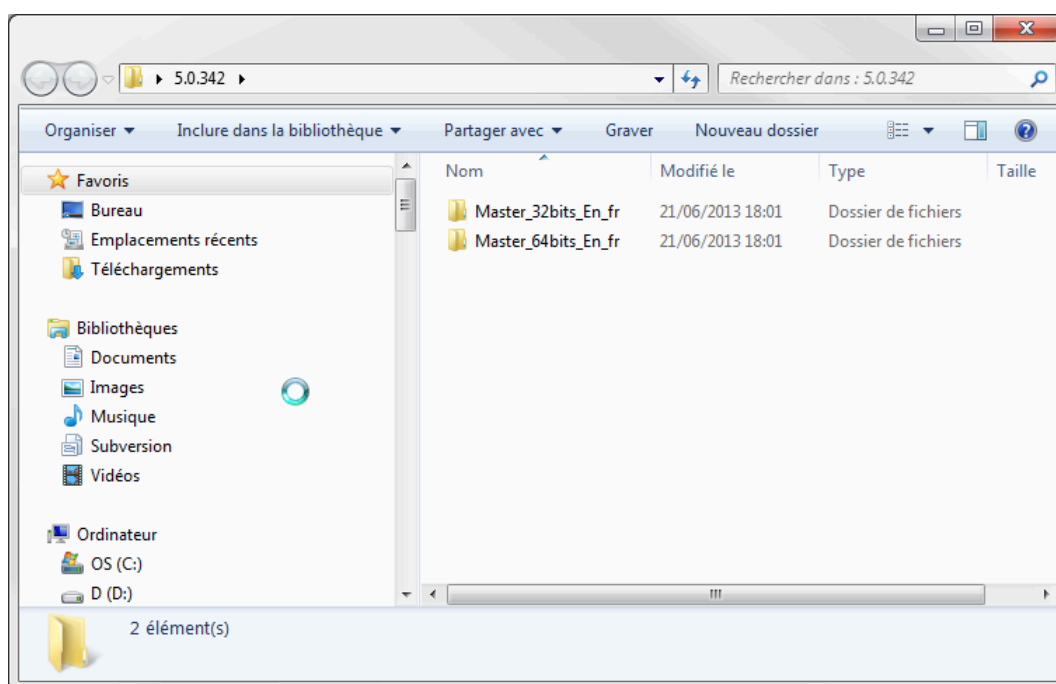 5.0.342
Rechercher dans : 5.0.342
Organiser Inclure dans la bibliothèque Partager avec Graver Nouveau dossier
Favoris
Bureau
Emplacements récents
Téléchargements
Bibliothèques
Documents
Images
Musique
Subversion
Vidéos
Ordinateur
OS (C:)
D (D:)
Nom Modifié le Type Taille
Master_32bits_En_fr 21/06/2013 18:01 Dossier de fichiers
Master_64bits_En_fr 21/06/2013 18:01 Dossier de fichiers
2 élément(s)